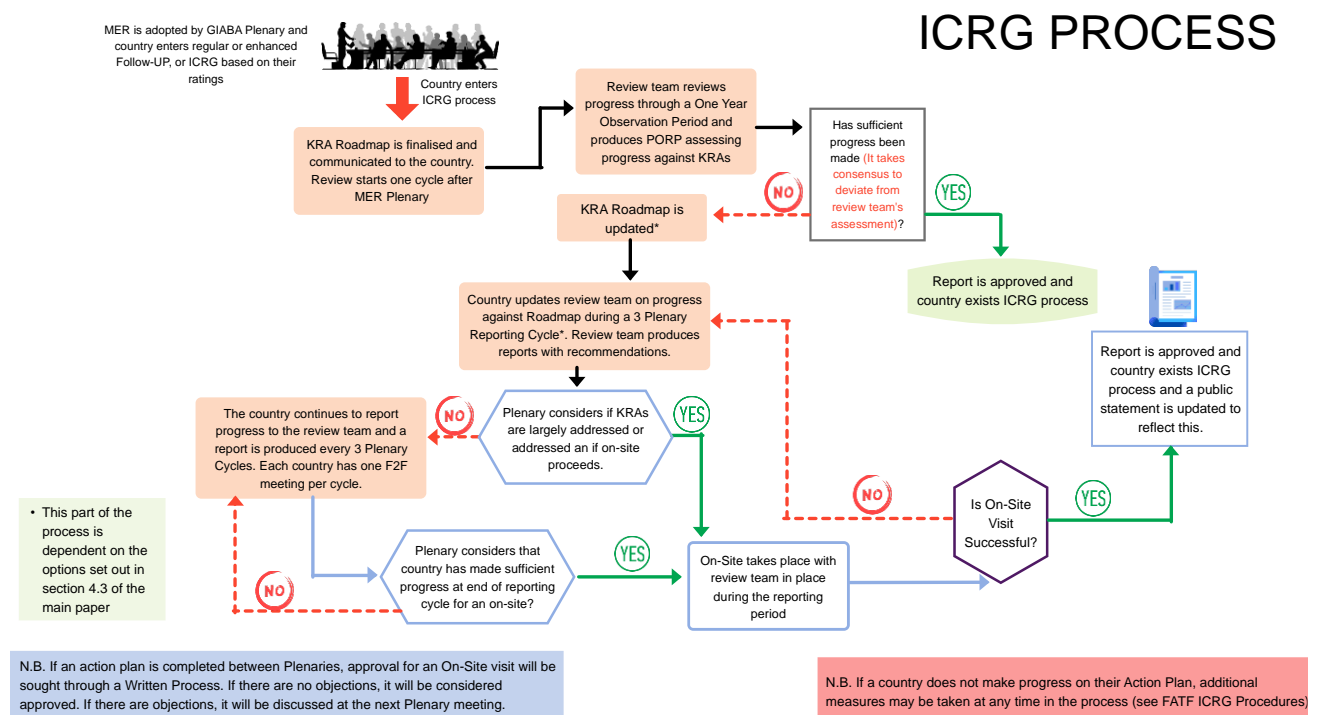 ICRG PROCESS
MER is adopted by GIABA Plenary and
country enters regular or enhanced
Follow-UP, or ICRG based on their
ratings
Country enters
ICRG process
KRA Roadmap is finalised and
communicated to the country.
Review starts one cycle after
MER Plenary
Review team reviews
progress through a One Year
Observation Period and
produces PORP assessing
progress against KRAs
Has sufficient
progress been
made (It takes
consensus to
deviate from
review team's
assessment)?
NO
YES
KRA Roadmap is
updated*
Report is approved and
country exists ICRG process
Country updates review team on progress
against Roadmap during a 3 Plenary
Reporting Cycle*. Review team produces
reports with recommendations.
Report is approved and
country exists ICRG
process and a public
statement is updated to
reflect this.
Plenary considers if KRAs
are largely addressed or
addressed an if on-site
proceeds.
NO
YES
The country continues to report
progress to the review team and a
report is produced every 3 Plenary
Cycles. Each country has one F2F
meeting per cycle.
Is On-Site
Visit
Successful?
NO
YES
• This part of the
process is
dependent on the
options set out in
section 4.3 of the
main paper
Plenary considers that
country has made sufficient
progress at end of reporting
cycle for an on-site?
NO
YES
On-Site takes place with
review team in place
during the reporting
period
N.B. If an action plan is completed between Plenaries, approval for an On-Site visit will be
sought through a Written Process. If there are no objections, it will be considered
approved. If there are objections, it will be discussed at the next Plenary meeting.
N.B. If a country does not make progress on their Action Plan, additional
measures may be taken at any time in the process (see FATF ICRG Procedures)